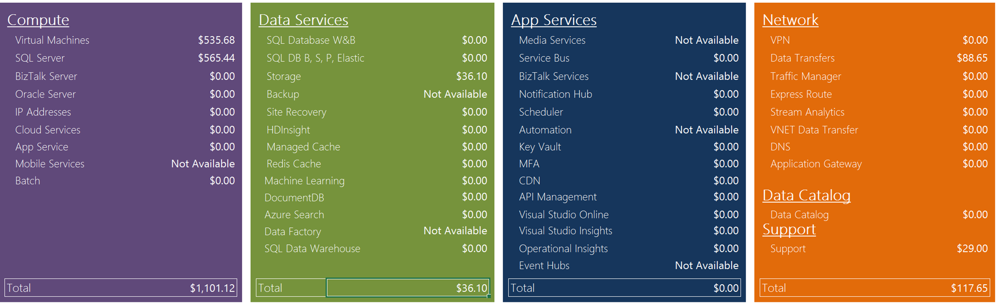 Compute
Virtual Machines $535.68
SQL Server $565.44
BizTalk Server $0.00
Oracle Server $0.00
IP Addresses $0.00
Cloud Services $0.00
App Service $0.00
Mobile Services Not Available
Batch $0.00
Total $1,101.12
Data Services
SQL Database W&B $0.00
SQL DB B, S, P, Elastic $0.00
Storage $36.10
Backup Not Available
Site Recovery $0.00
HDInsight $0.00
Managed Cache $0.00
Redis Cache $0.00
Machine Learning $0.00
DocumentDB $0.00
Azure Search $0.00
Data Factory Not Available
SQL Data Warehouse $0.00
Total $36.10
App Services
Media Services Not Available
Service Bus $0.00
BizTalk Services Not Available
Notification Hub $0.00
Scheduler $0.00
Automation Not Available
Key Vault $0.00
MFA $0.00
CDN $0.00
API Management $0.00
Visual Studio Online $0.00
Visual Studio Insights $0.00
Operational Insights $0.00
Event Hubs Not Available
Total $0.00
Network
VPN $0.00
Data Transfers $88.65
Traffic Manager $0.00
Express Route $0.00
Stream Analytics $0.00
VNET Data Transfer $0.00
DNS $0.00
Application Gateway $0.00
Data Catalog
Data Catalog $0.00
Support
Support $29.00
Total $117.65